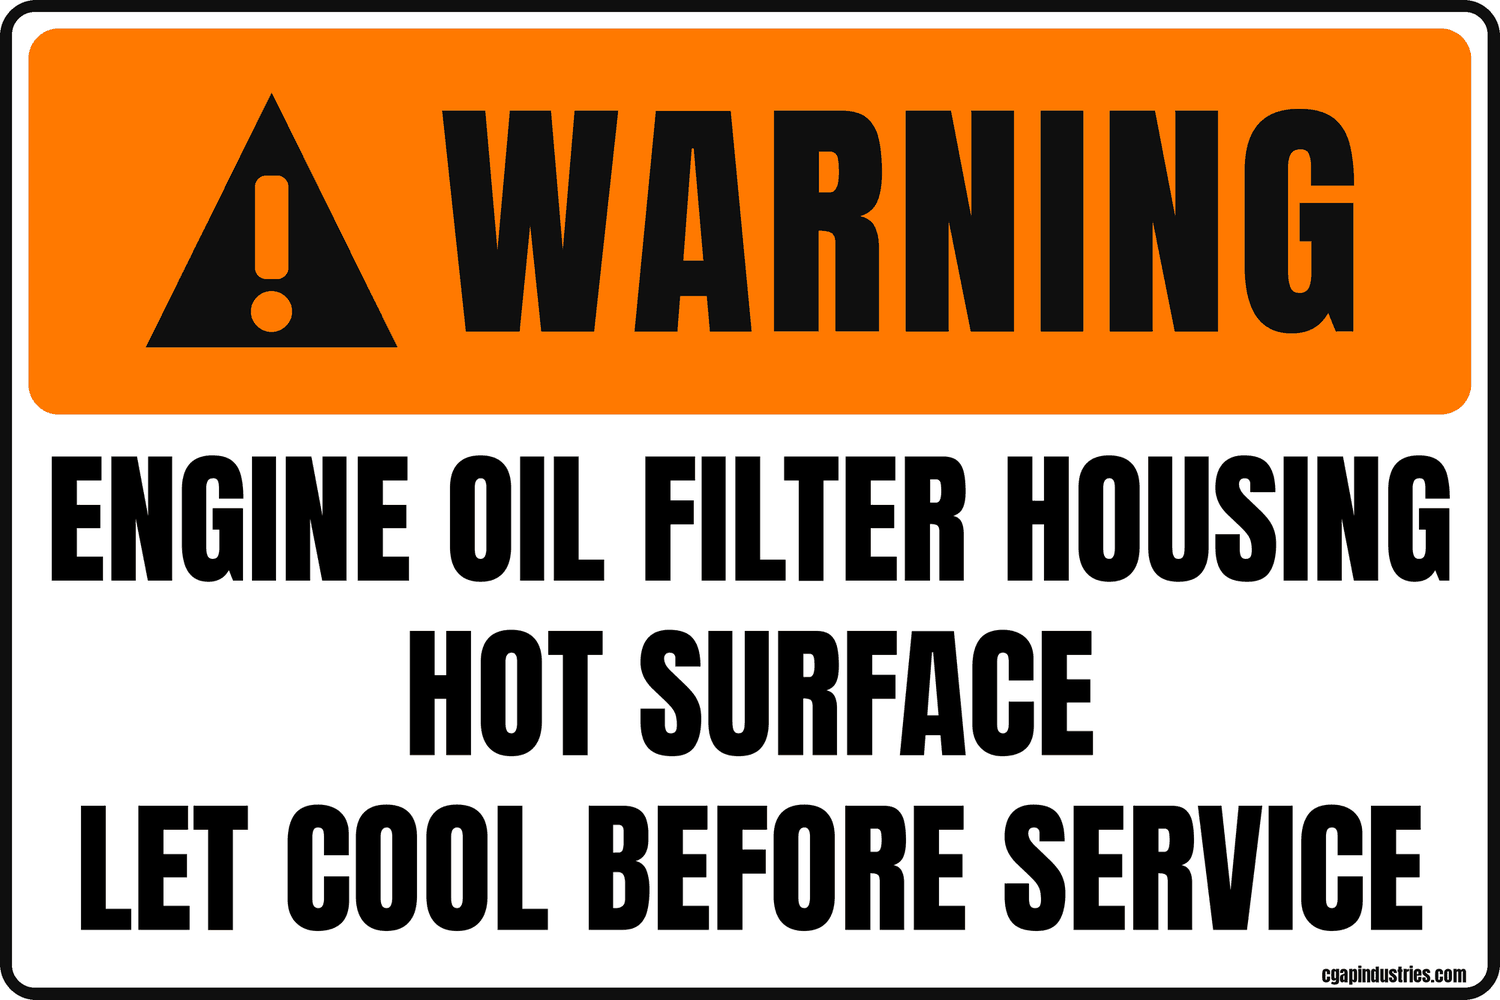 WARNING
ENGINE OIL FILTER HOUSING
HOT SURFACE
LET COOL BEFORE SERVICE
cgapindustries.com